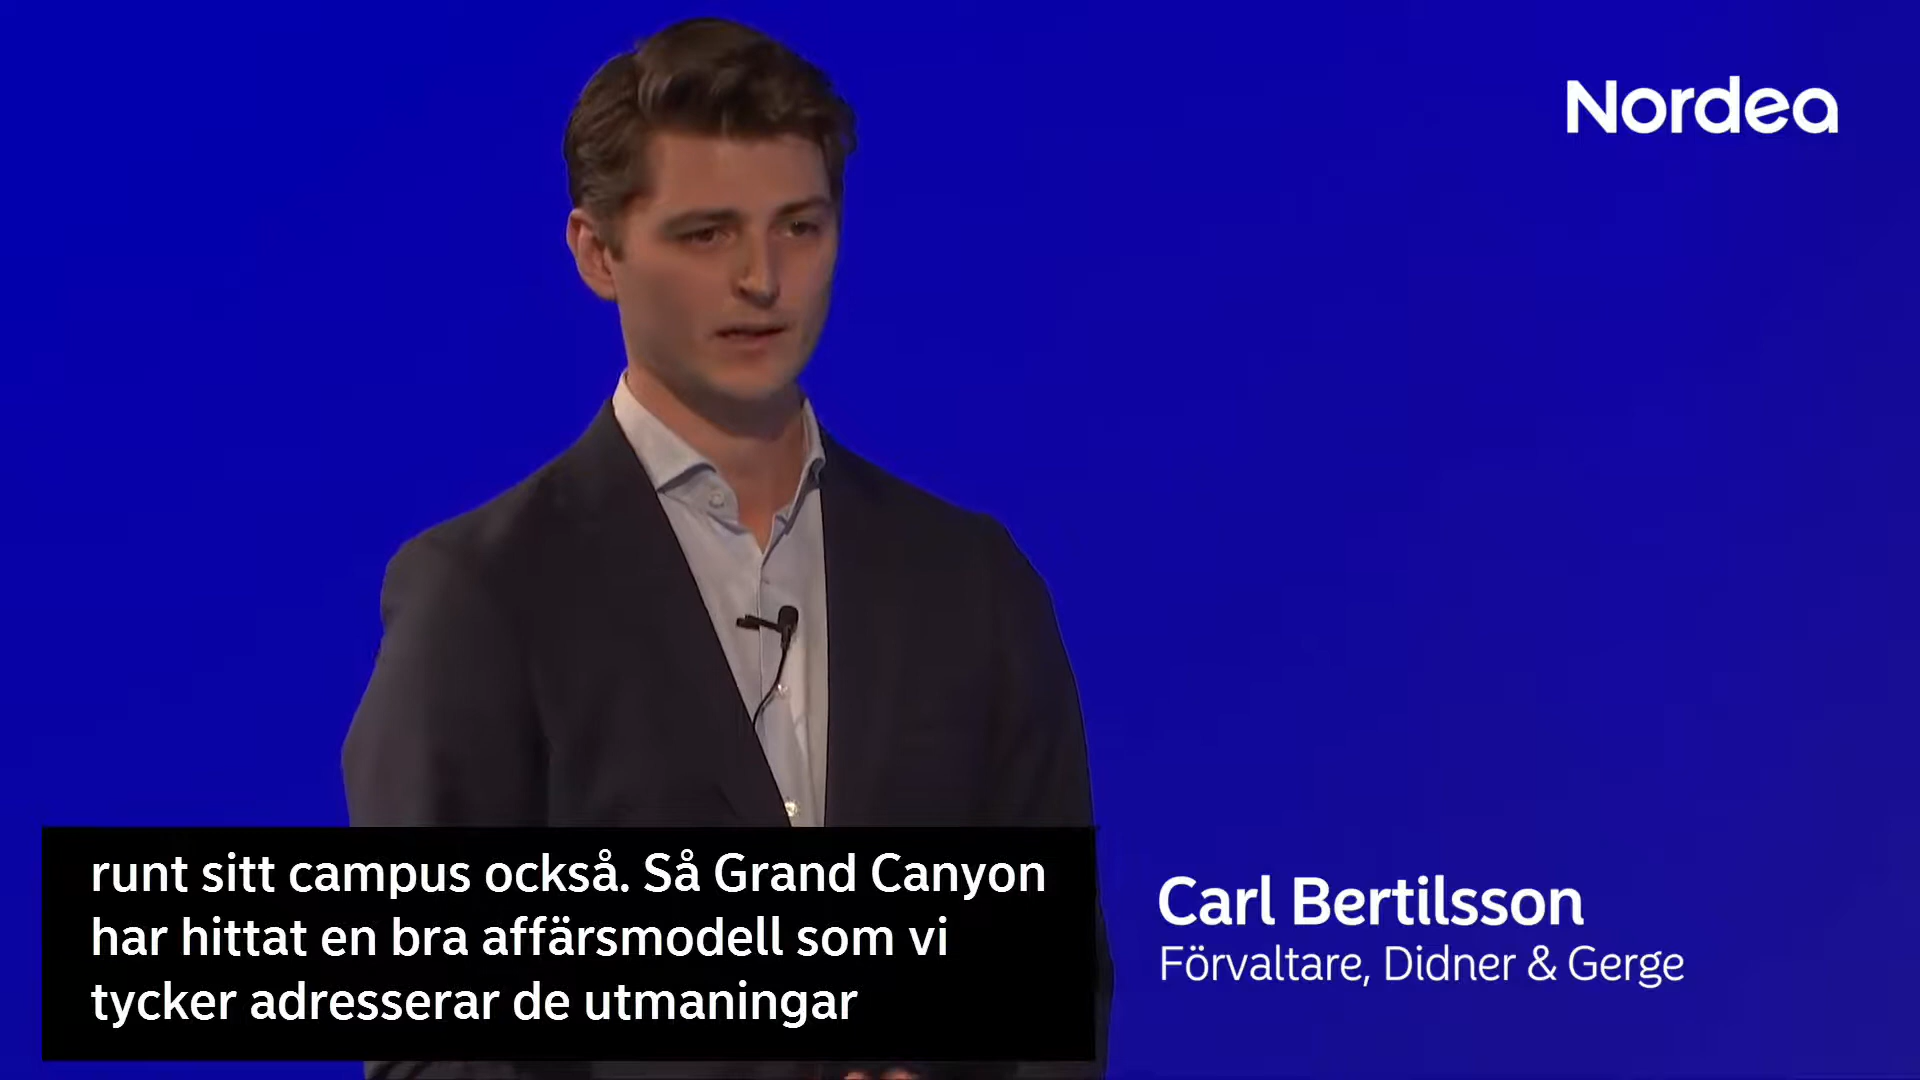 Nordea
runt sitt campus också. Så Grand Canyon
har hittat en bra affärsmodell som vi
tycker adresserar de utmaningar
Carl Bertilsson
Förvaltare, Didner & Gerge